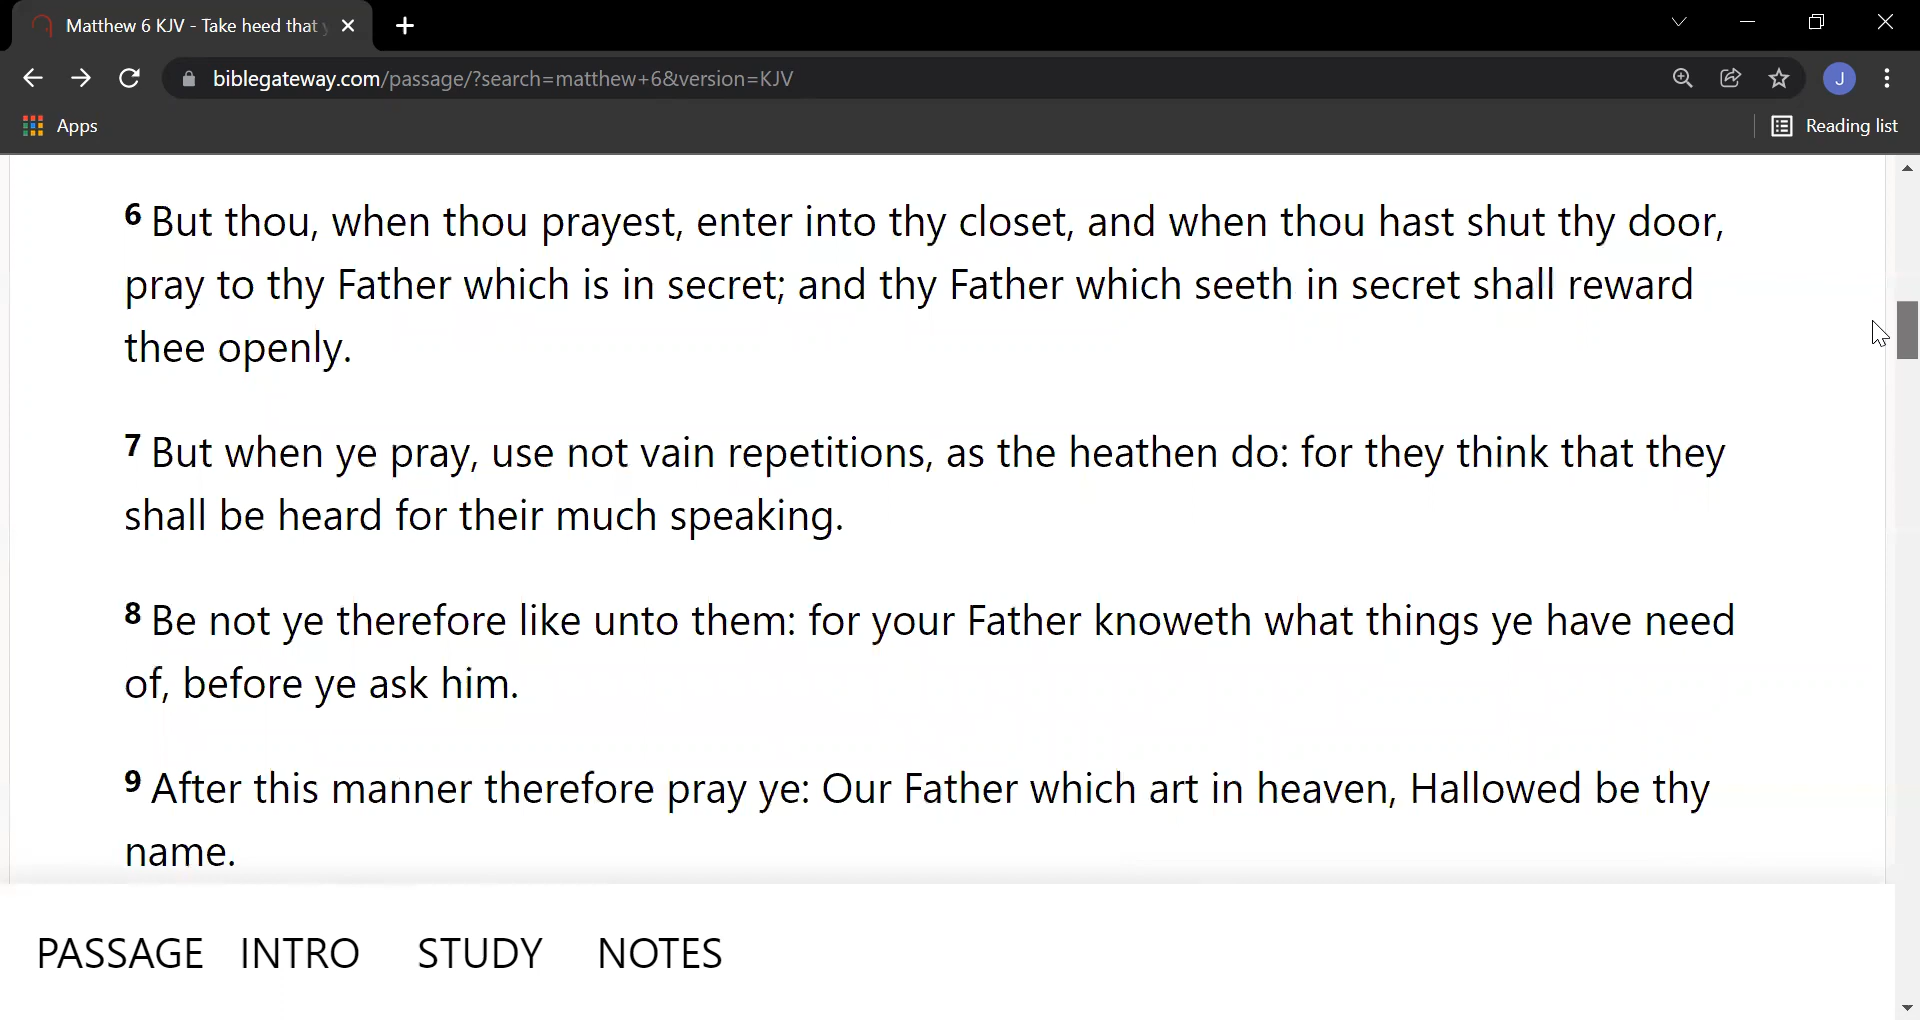 Matthew 6 KJV - Take heed that
biblegateway.com/passage/?search=matthew+6&version=KJV
J
Apps
Reading list
6 But thou, when thou prayest, enter into thy closet, and when thou hast shut thy door,
pray to thy Father which is in secret; and thy Father which seeth in secret shall reward
thee openly.
7 But when ye pray, use not vain repetitions, as the heathen do: for they think that they
shall be heard for their much speaking.
8 Be not ye therefore like unto them: for your Father knoweth what things ye have need
of, before ye ask him.
9 After this manner therefore pray ye: Our Father which art in heaven, Hallowed be thy
name.
PASSAGE INTRO STUDY NOTES